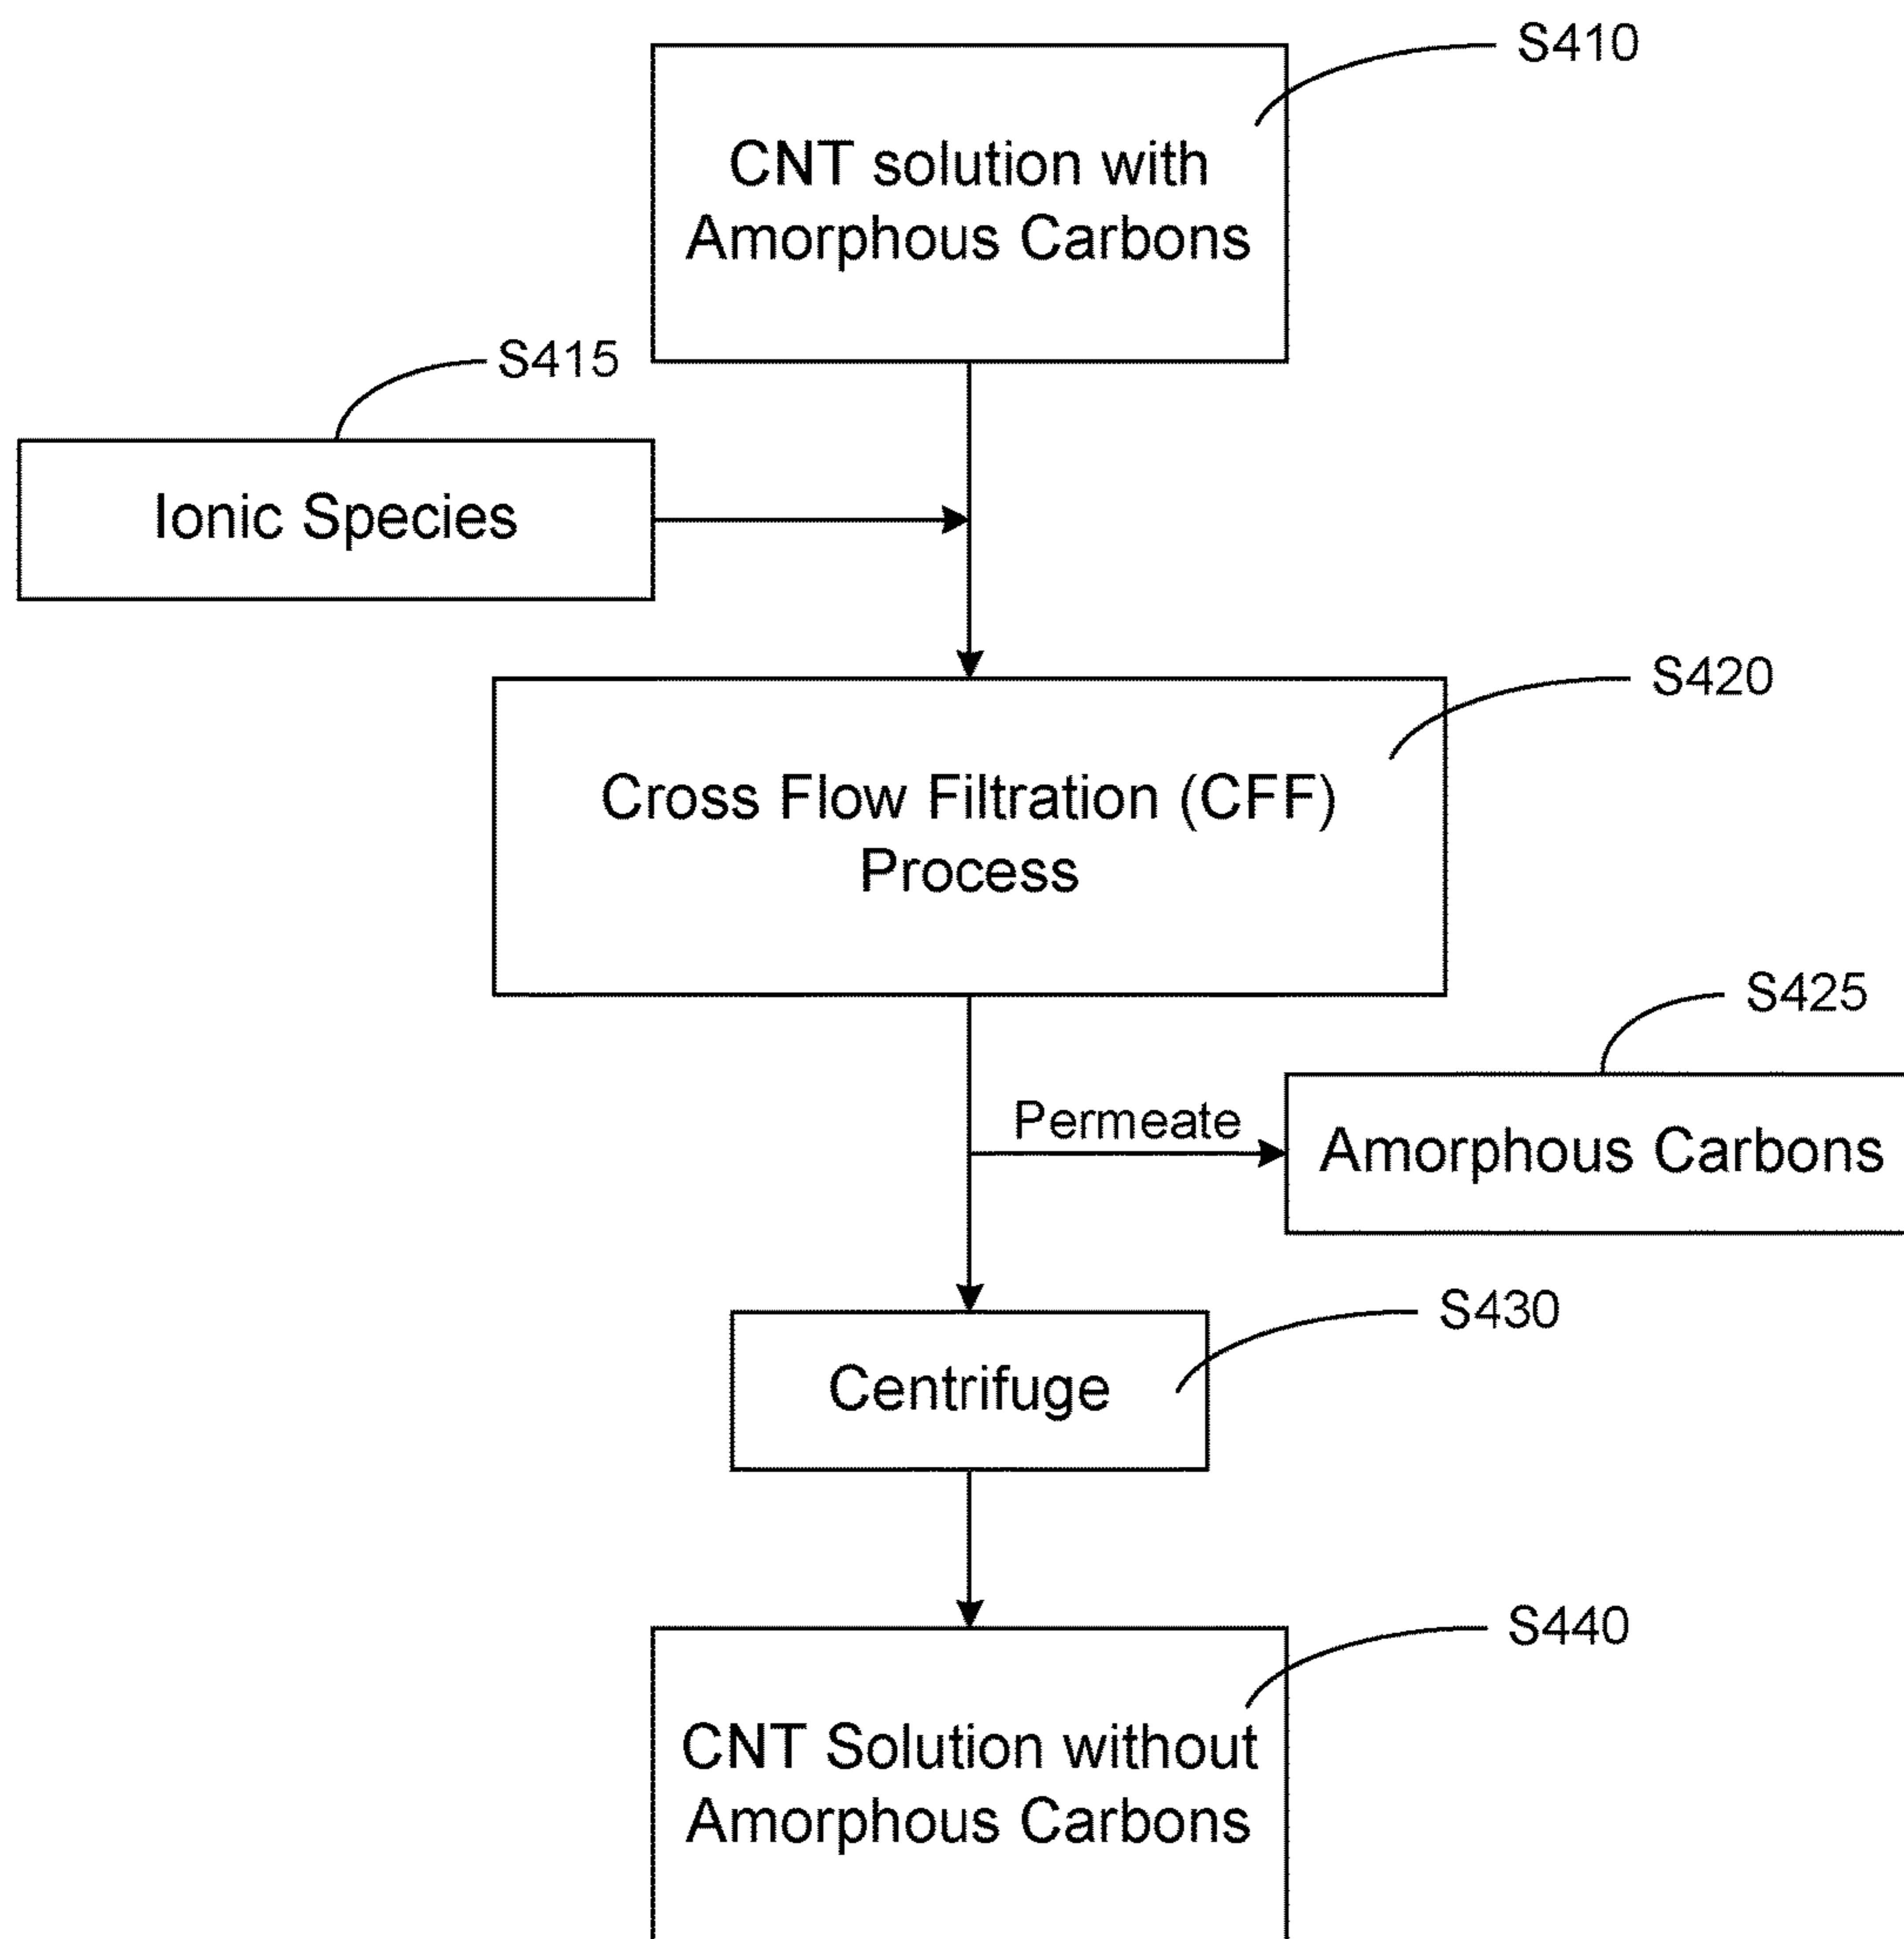 S410
CNT solution with
Amorphous Carbons
S415
Ionic Species
S420
Cross Flow Filtration (CFF)
Process
S425
Permeate
Amorphous Carbons
S430
Centrifuge
S440
CNT Solution without
Amorphous Carbons